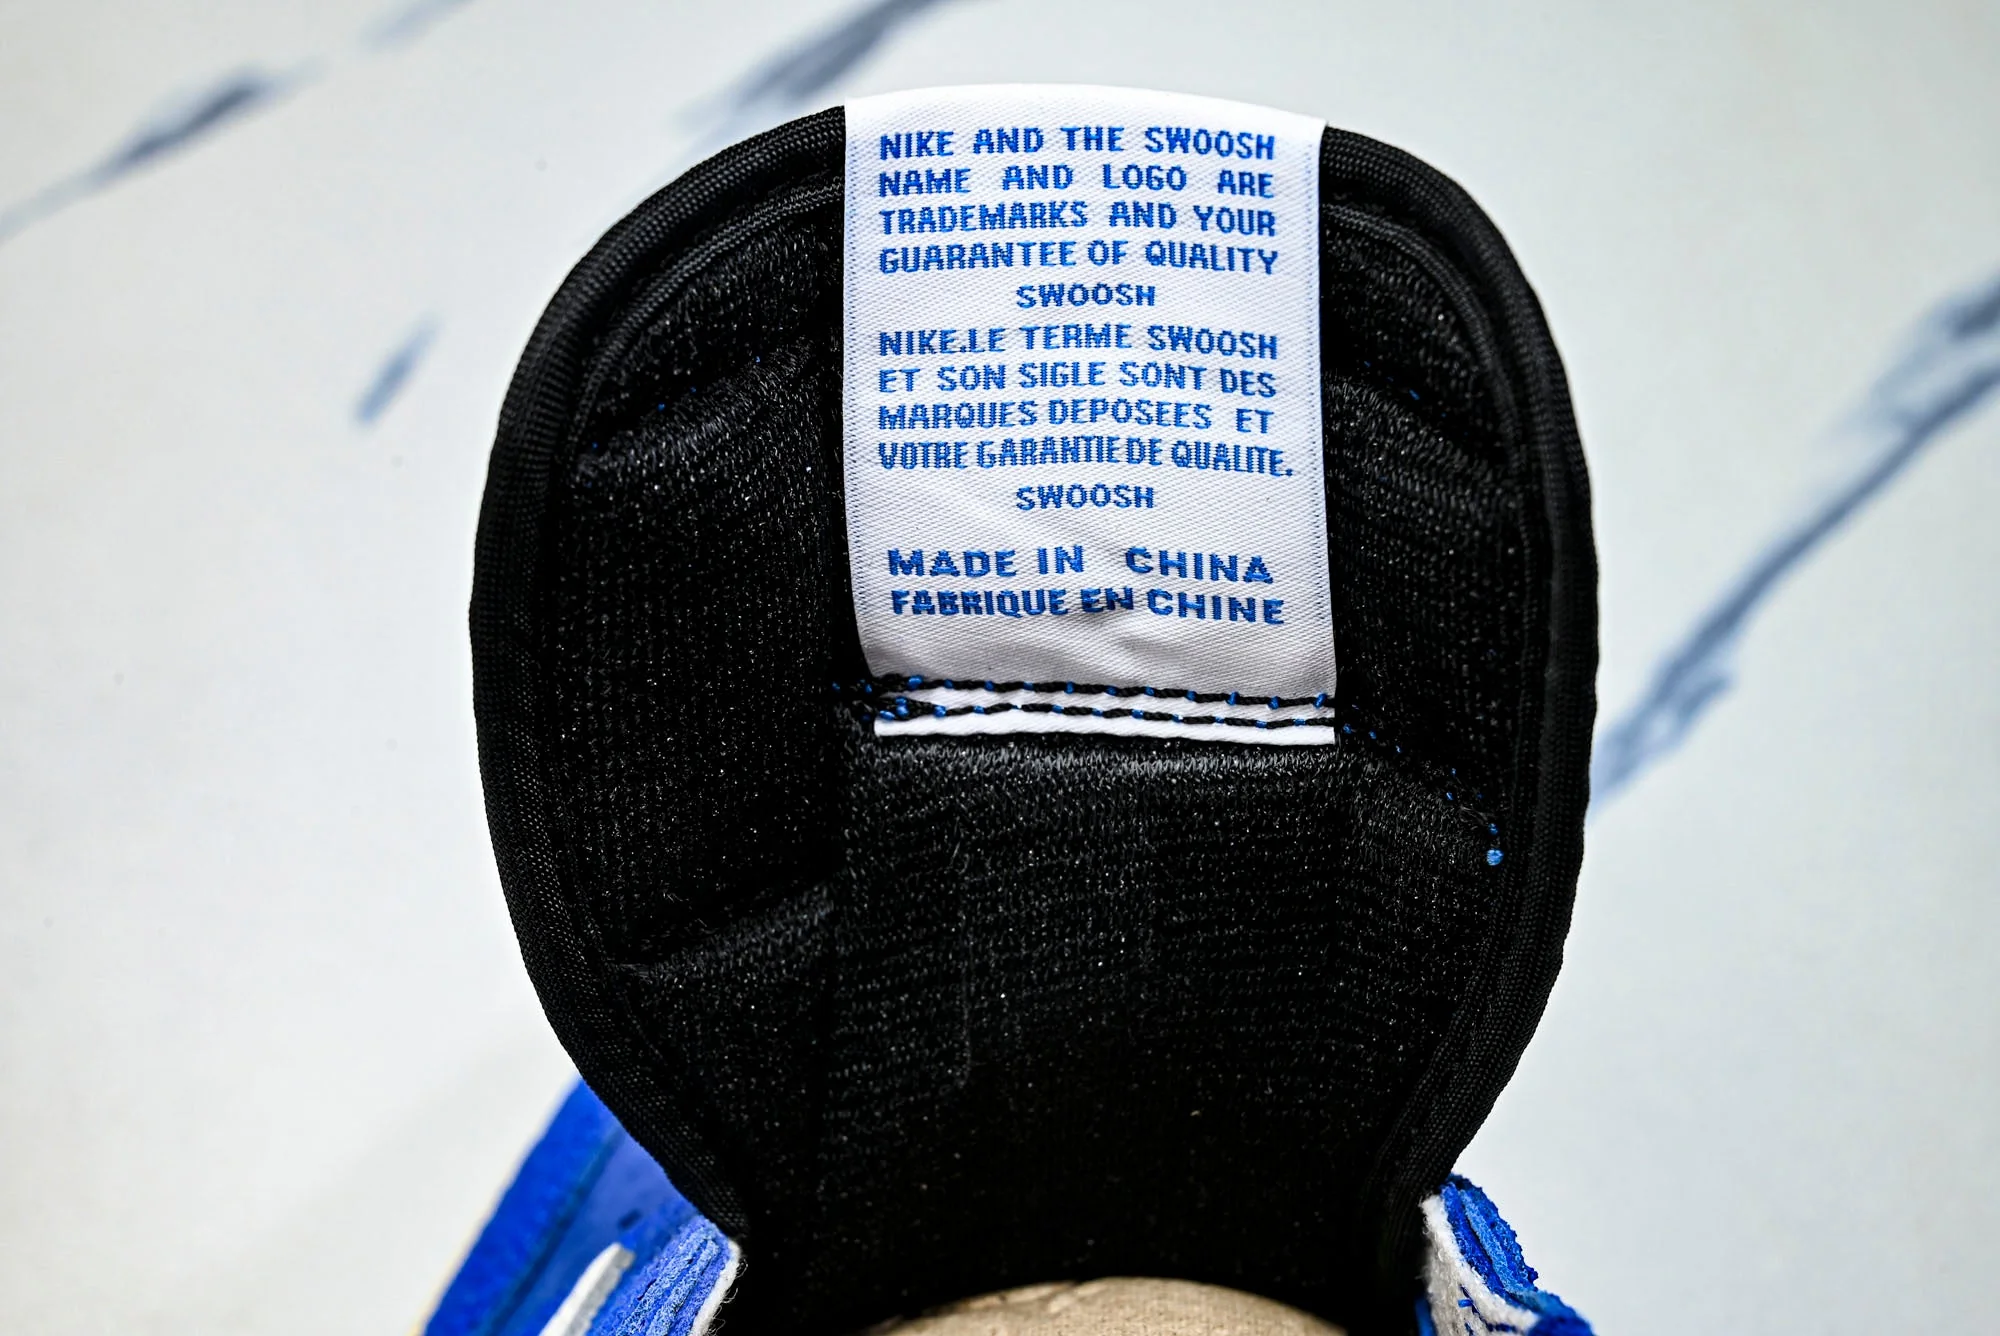 NIKE AND THE SWOOSH
NAME AND LOGO ARE
TRADEMARKS AND YOUR
GUARANTEE OF QUALITY
SWOOSH
NIKE.LE TERME SWOOSH
ET SON SIGLE SONT DES
MARQUES DEPOSEES ET
VOTRE GARANTIE DE QUALITE.
SWOOSH
MADE IN CHINA
FABRIQUE EN CHINE